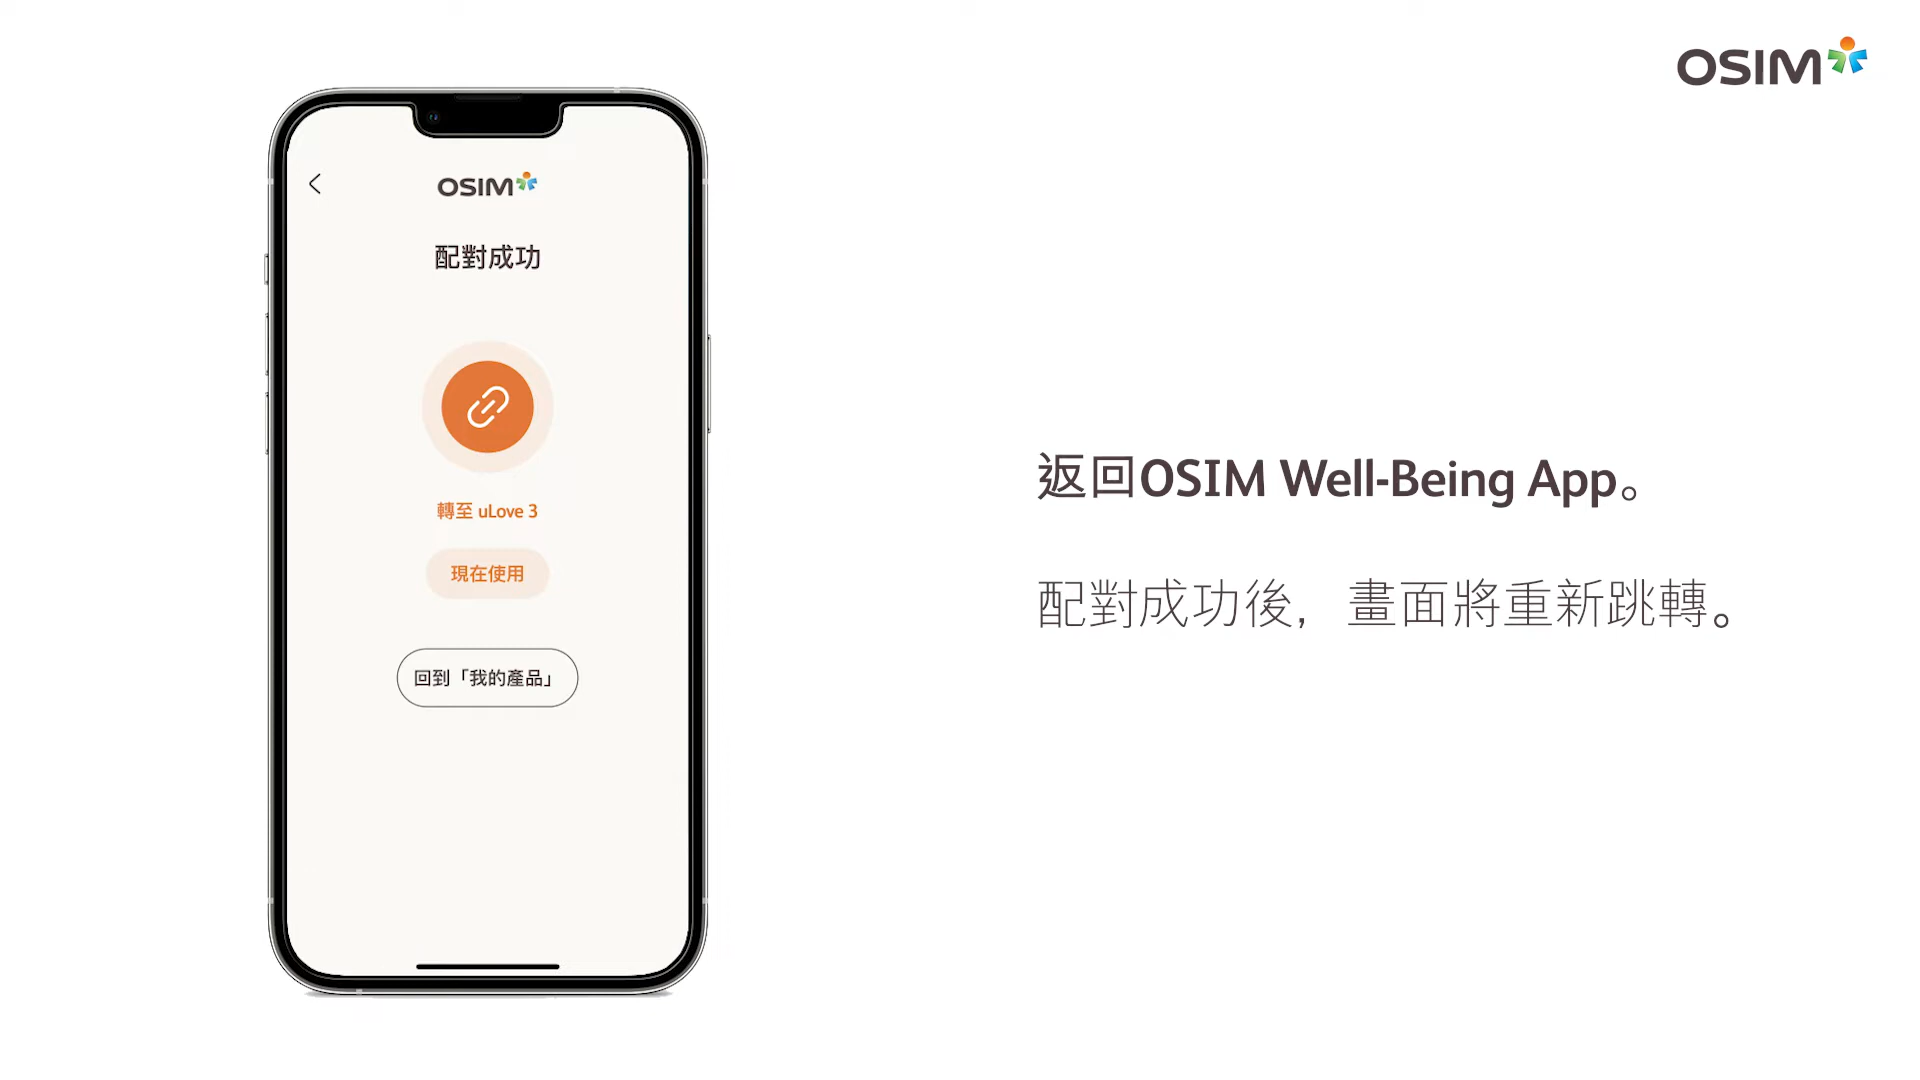 OSIM
OSIM
配對成功
轉至 uLove 3
現在使用
回到「我的產品」
返回OSIM Well-Being App。
配對成功後，畫面將重新跳轉。